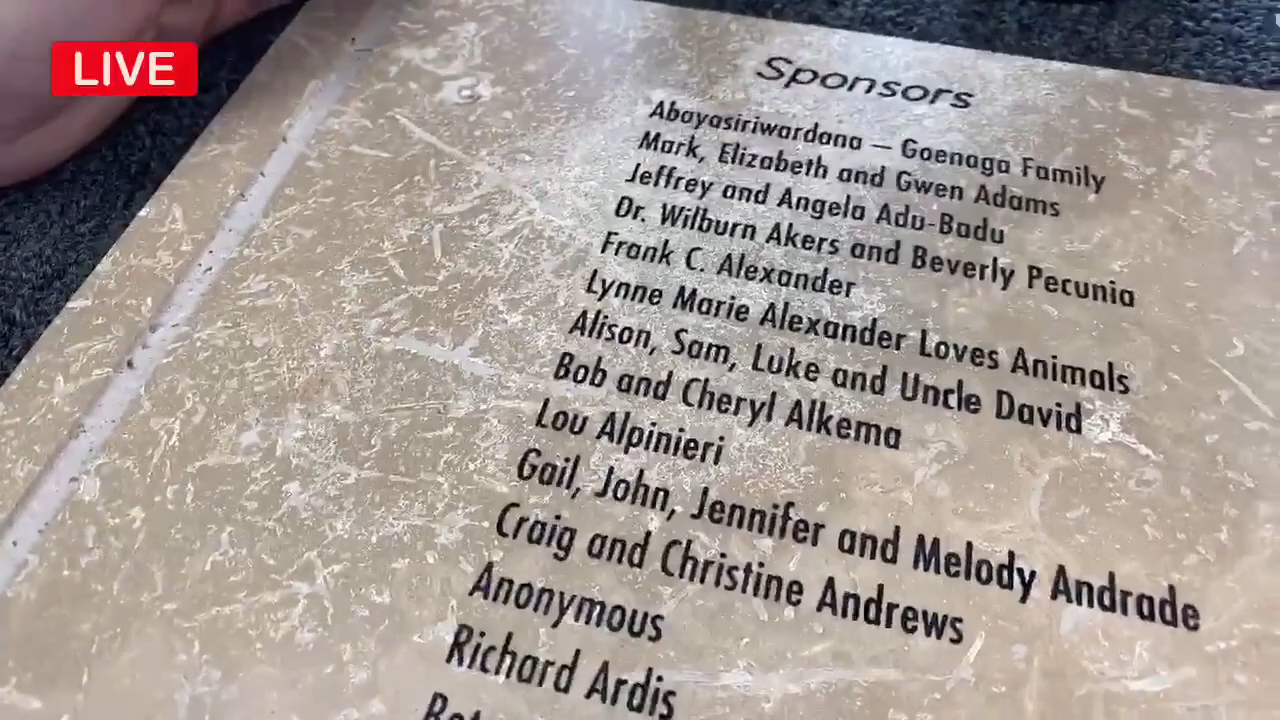 LIVE
Sponsors
Abayasiriwardana – Goenaga Family
Mark, Elizabeth and Gwen Adams
Jeffrey and Angela Adu-Badu
Dr. Wilburn Akers and Beverly Pecunia
Frank C. Alexander
Lynne Marie Alexander Loves Animals
Alison, Sam, Luke and Uncle David
Bob and Cheryl Alkema
Lou Alpinieri
Gail, John, Jennifer and Melody Andrade
Craig and Christine Andrews
Anonymous
Richard Ardis